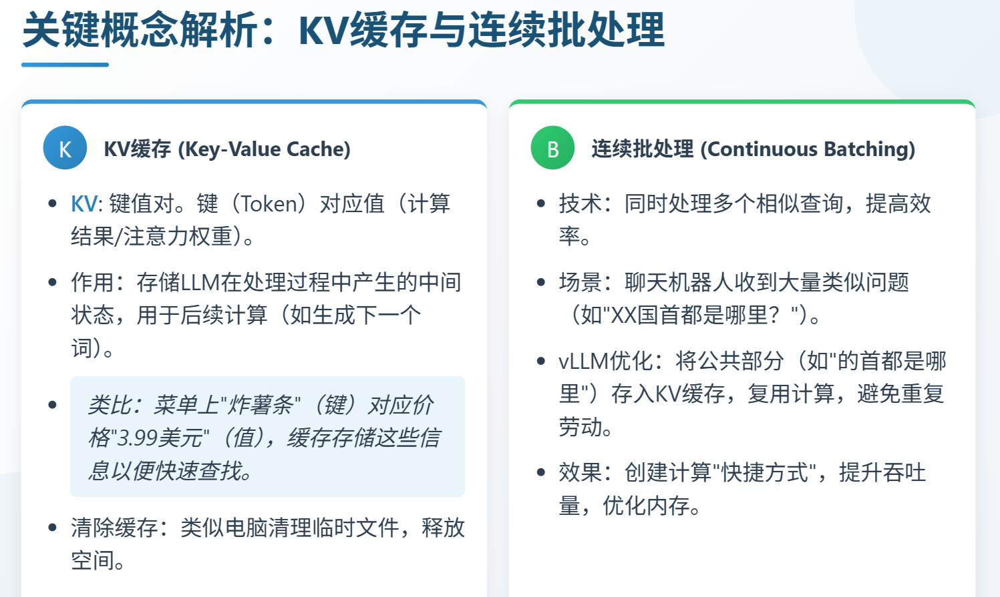 关键概念解析：KV缓存与连续批处理
K
KV缓存 (Key-Value Cache)
KV: 键值对。键（Token）对应值（计算
结果/注意力权重）。
作用：存储LLM在处理过程中产生的中间
状态，用于后续计算（如生成下一个
词）。
类比：菜单上"炸薯条"（键）对应价
格"3.99美元"（值），缓存存储这些信
息以便快速查找。
清除缓存：类似电脑清理临时文件，释放
空间。
B
连续批处理 (Continuous Batching)
技术：同时处理多个相似查询，提高效
率。
场景：聊天机器人收到大量类似问题
（如"XX国首都是哪里？"）。
vLLM优化：将公共部分（如"的首都是哪
里"）存入KV缓存，复用计算，避免重复
劳动。
效果：创建计算"快捷方式"，提升吞吐
量，优化内存。